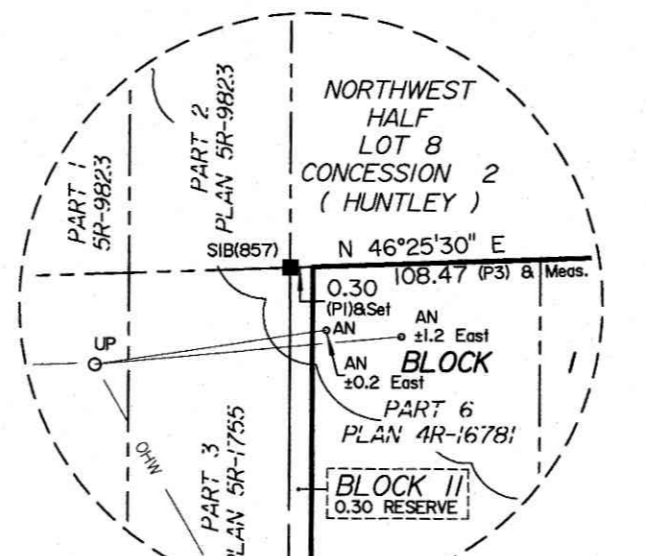 NORTHWEST
HALF
LOT 8
CONCESSION 2
( HUNTLEY )
PART 2
PLAN 5R-9823
PART 1
5R-9823
SIB(857)
N 46°25'30" E
108.47 (P3) & Meas.
0.30
(P1)&Set
AN
AN
±1.2 East
UP
AN
±0.2 East
BLOCK 1
PART 6
PLAN 4R-16781
OHW
PART 3
PLAN 5R-1755
BLOCK 11
0.30 RESERVE